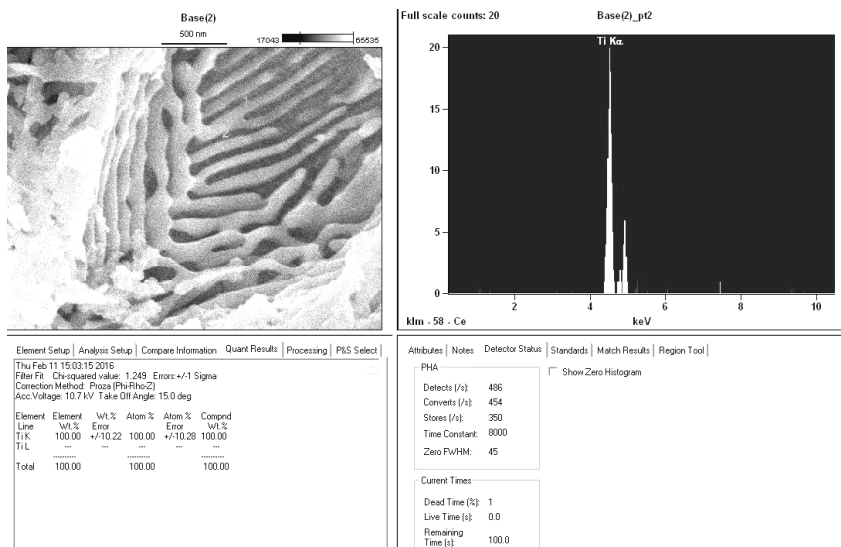 Base(2)
500 nm
17043 65535
Full scale counts: 20 Base(2)_pt2
Ti Kα
20
15
10
5
0
2 4 6 8 10
klm - 58 - Ce keV
Element Setup Analysis Setup Compare Information Quant Results Processing P&S Select
Thu Feb 11 15:03:15 2016
Filter Fit Chi-squared value: 1.249 Errors:+/-1 Sigma
Correction Method: Proza (Phi-Rho-Z)
Acc.Voltage: 10.7 kV Take Off Angle: 15.0 deg
Element Element Wt.% Atom % Atom % Compnd
Line Wt.% Error Error Wt.%
Ti K 100.00 +/-10.22 100.00 +/-10.28 100.00
Ti L --- --- --- --- ---
Total 100.00 100.00 100.00
Attributes Notes Detector Status Standards Match Results Region Tool
PHA
Show Zero Histogram
Detects (/s): 486
Converts (/s): 454
Stores (/s): 350
Time Constant: 8000
Zero FWHM: 45
Current Times
Dead Time (%): 1
Live Time (s): 0.0
Remaining
Time (s): 100.0